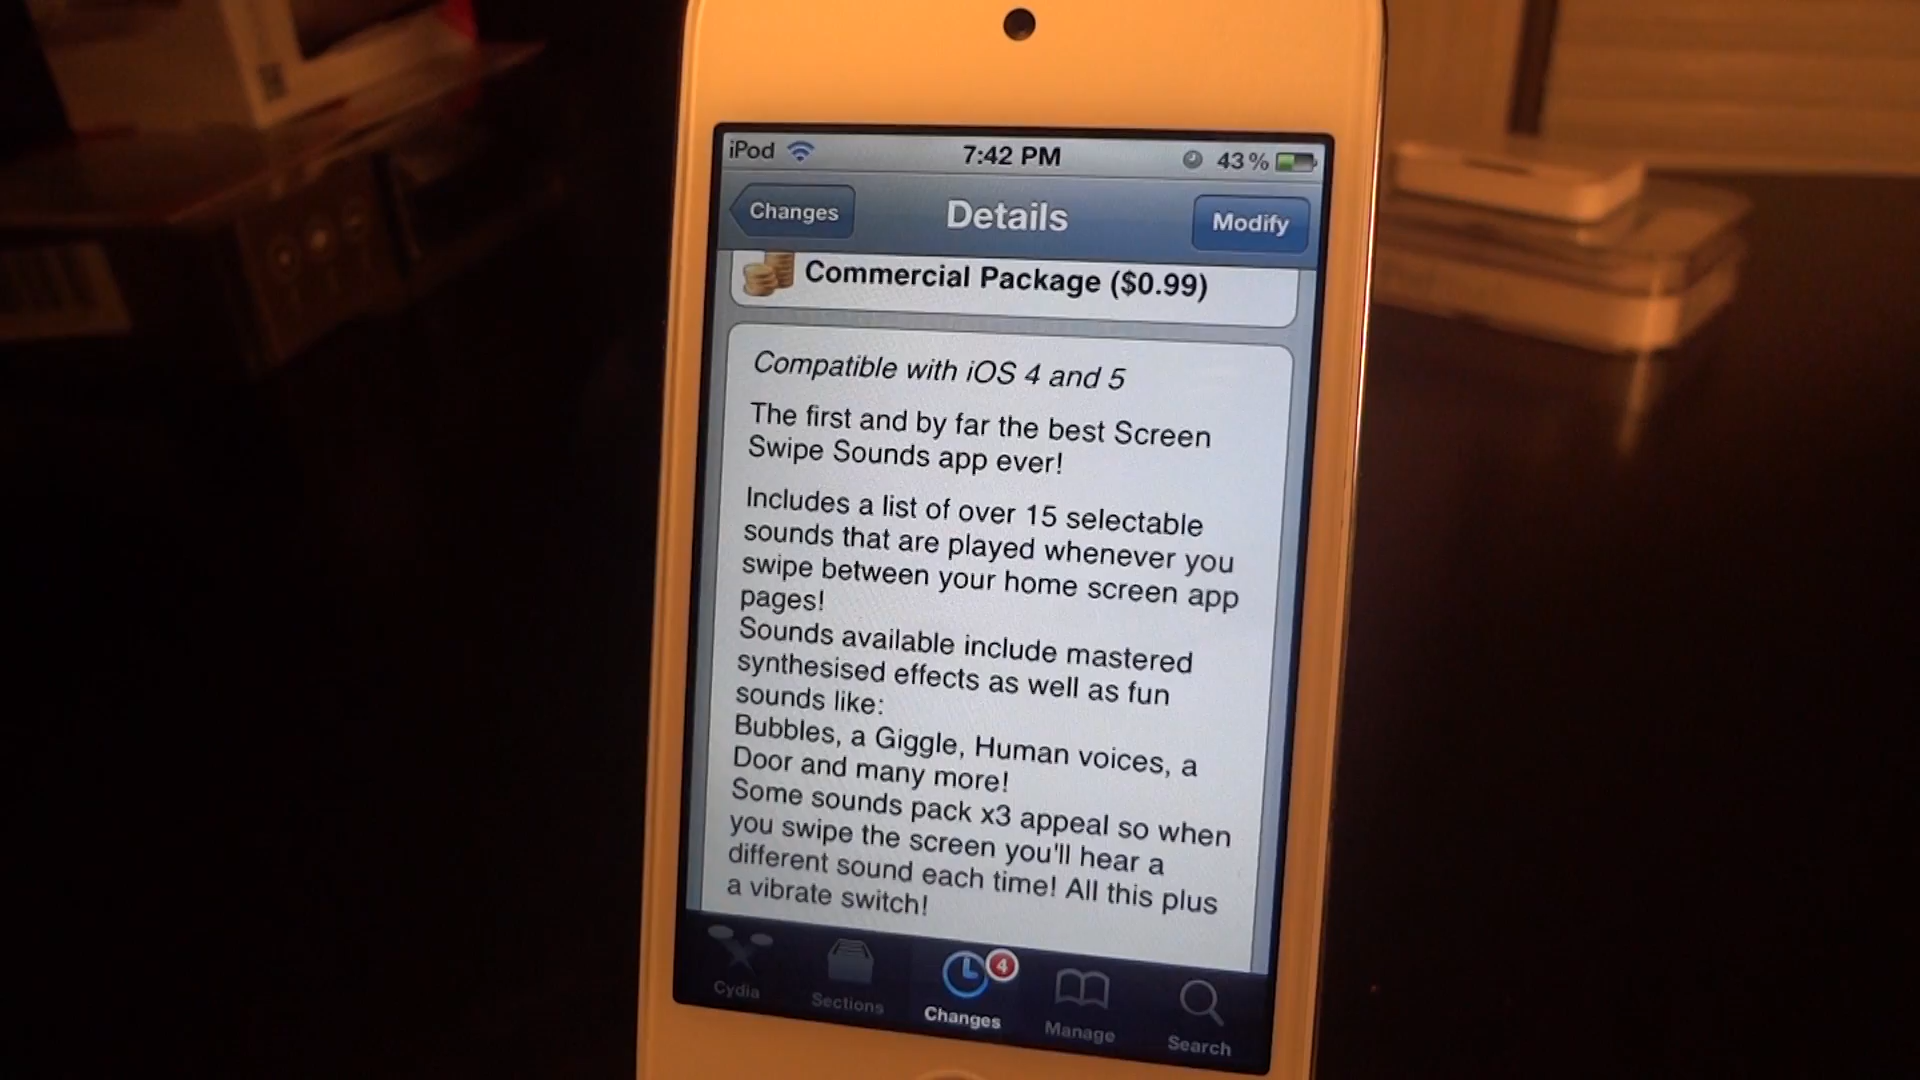 iPod 7:42 PM 43%
Changes Details Modify
Commercial Package ($0.99)
Compatible with iOS 4 and 5
The first and by far the best Screen
Swipe Sounds app ever!
Includes a list of over 15 selectable
sounds that are played whenever you
swipe between your home screen app
pages!
Sounds available include mastered
synthesised effects as well as fun
sounds like:
Bubbles, a Giggle, Human voices, a
Door and many more!
Some sounds pack x3 appeal so when
you swipe the screen you'll hear a
different sound each time! All this plus
a vibrate switch!
4
Cydia Sections Changes Manage Search